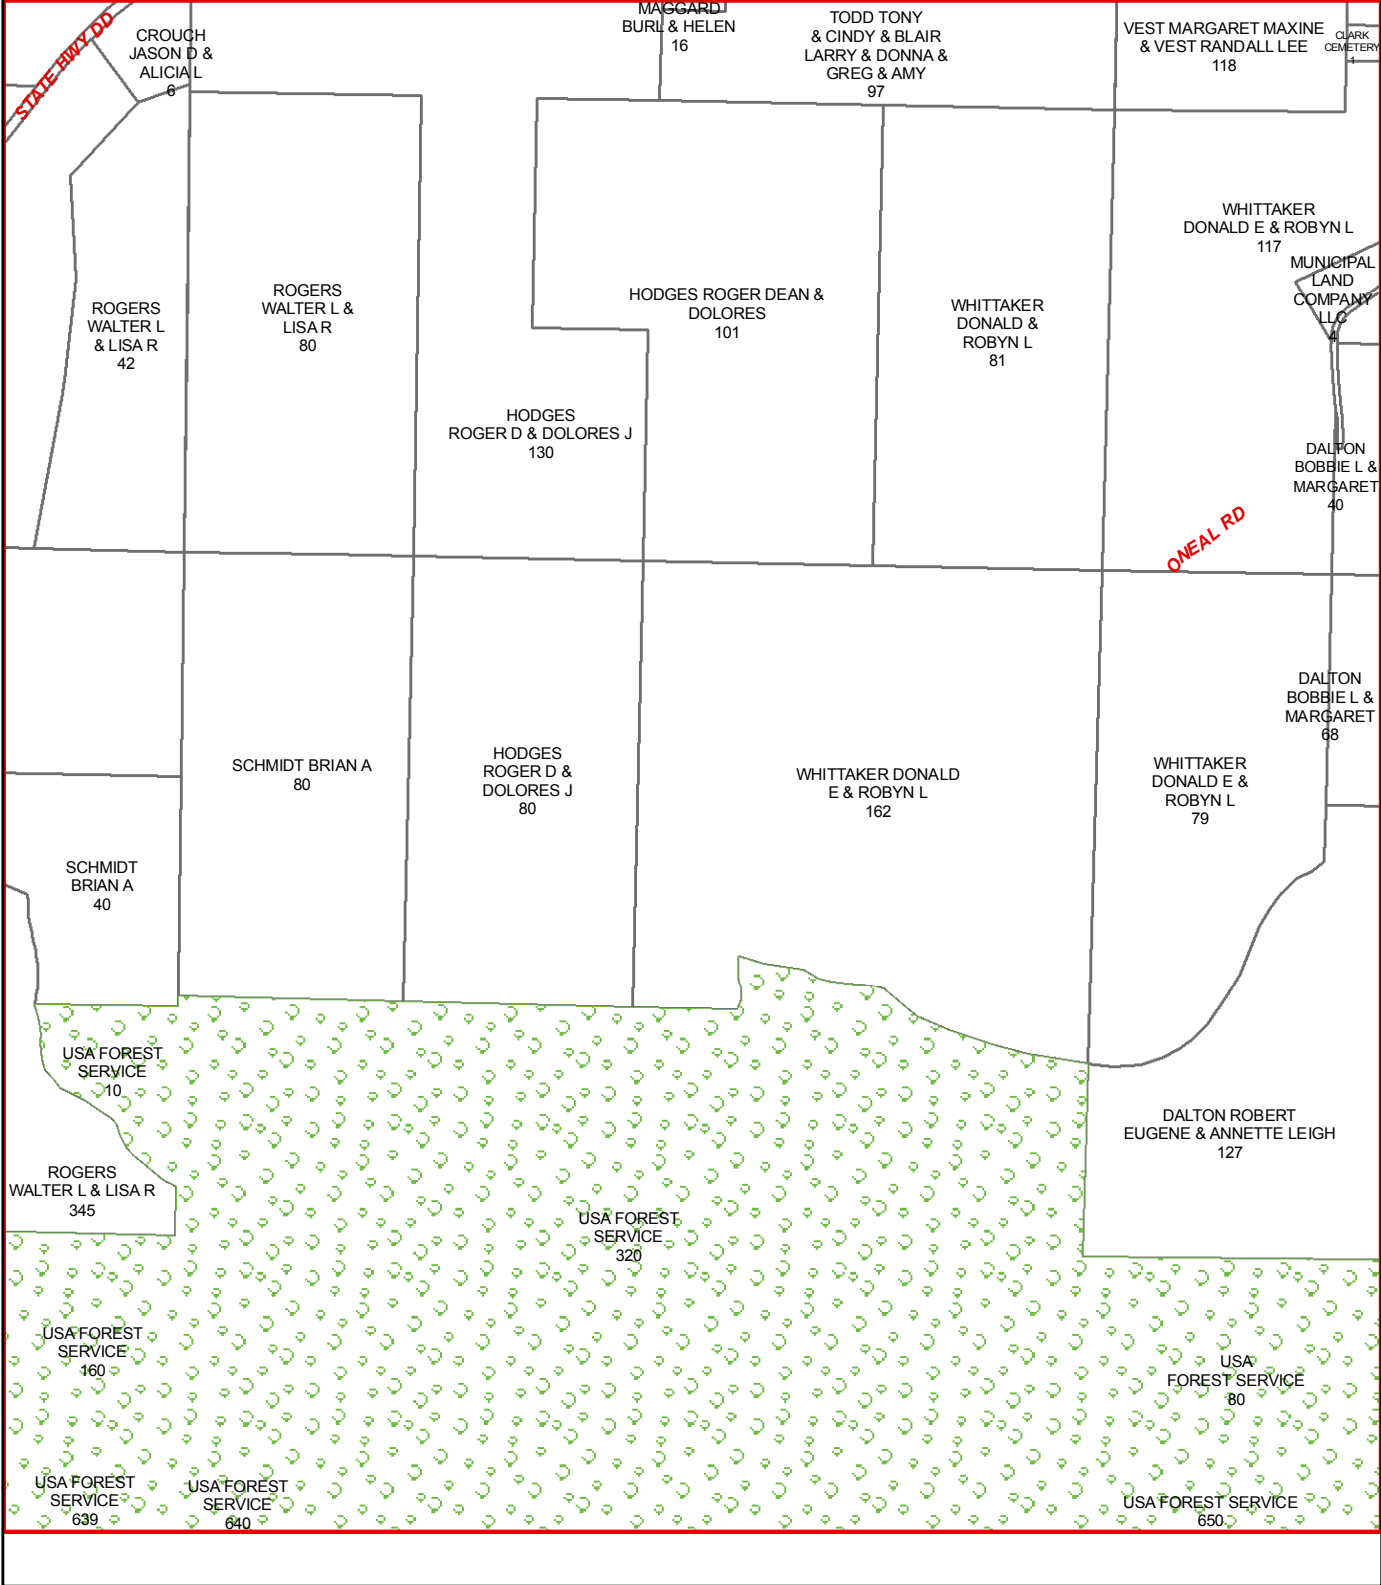 STATE HWY DD
CROUCH
JASON D &
ALICIA L
6
MAGGARD
BURL & HELEN
16
TODD TONY
& CINDY & BLAIR
LARRY & DONNA &
GREG & AMY
97
VEST MARGARET MAXINE
& VEST RANDALL LEE
118
CLARK
CEMETERY
1
ROGERS
WALTER L
& LISA R
42
ROGERS
WALTER L &
LISA R
80
HODGES ROGER DEAN &
DOLORES
101
WHITTAKER
DONALD &
ROBYN L
81
WHITTAKER
DONALD E & ROBYN L
117
MUNICIPAL
LAND
COMPANY
LLC
4
HODGES
ROGER D & DOLORES J
130
DALTON
BOBBIE L &
MARGARET
40
ONEAL RD
SCHMIDT BRIAN A
80
HODGES
ROGER D &
DOLORES J
80
WHITTAKER DONALD
E & ROBYN L
162
WHITTAKER
DONALD E &
ROBYN L
79
DALTON
BOBBIE L &
MARGARET
68
SCHMIDT
BRIAN A
40
USA FOREST
SERVICE
10
DALTON ROBERT
EUGENE & ANNETTE LEIGH
127
ROGERS
WALTER L & LISA R
345
USA FOREST
SERVICE
320
USA FOREST
SERVICE
160
USA
FOREST SERVICE
80
USA FOREST
SERVICE
639
USA FOREST
SERVICE
640
USA FOREST SERVICE
650